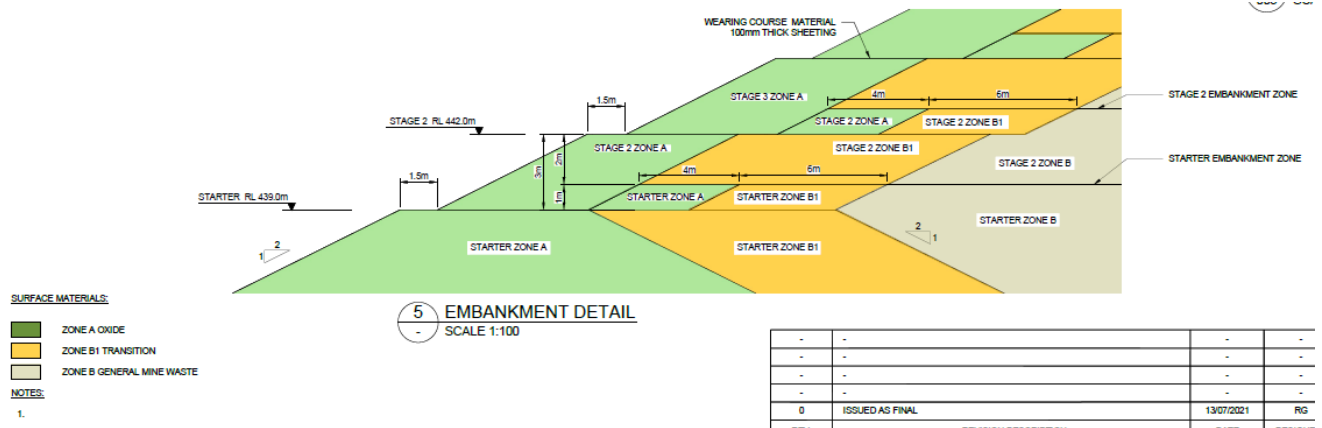 WEARING COURSE MATERIAL
100mm THICK SHEETING
STAGE 3 ZONE A
4m
6m
STAGE 2 EMBANKMENT ZONE
1.5m
STAGE 2 RL 442.0m
STAGE 2 ZONE A
STAGE 2 ZONE B1
STAGE 2 ZONE A
STAGE 2 ZONE B1
3m
2m
STAGE 2 ZONE B
STARTER EMBANKMENT ZONE
1.5m
4m
6m
1m
STARTER RL 439.0m
STARTER ZONE A
STARTER ZONE B1
STARTER ZONE B
2
1
STARTER ZONE A
STARTER ZONE B1
2
1
SURFACE MATERIALS:
ZONE A OXIDE
ZONE B1 TRANSITION
ZONE B GENERAL MINE WASTE
NOTES:
1.
5 EMBANKMENT DETAIL
- SCALE 1:100
- - - -
- - - -
- - - -
- - - -
0 ISSUED AS FINAL 13/07/2021 RG